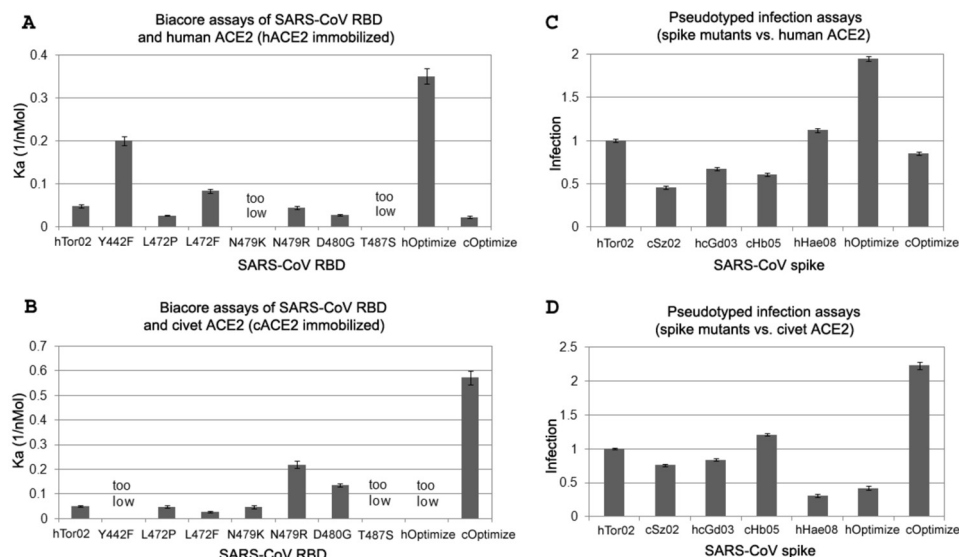 A
Biacore assays of SARS-CoV RBD
and human ACE2 (hACE2 immobilized)
Ka (1/nMol)
0.4
0.3
0.2
0.1
0
too
low
too
low
hTor02 Y442F L472P L472F N479K N479R D480G T487S hOptimize cOptimize
SARS-CoV RBD
B
Biacore assays of SARS-CoV RBD
and civet ACE2 (cACE2 immobilized)
Ka (1/nMol)
0.7
0.6
0.5
0.4
0.3
0.2
0.1
0
too
low
too
low
too
low
hTor02 Y442F L472P L472F N479K N479R D480G T487S hOptimize cOptimize
SARS-CoV RBD
C
Pseudotyped infection assays
(spike mutants vs. human ACE2)
Infection
2
1.5
1
0.5
0
hTor02 cSz02 hcGd03 cHb05 hHae08 hOptimize cOptimize
SARS-CoV spike
D
Pseudotyped infection assays
(spike mutants vs. civet ACE2)
Infection
2.5
2
1.5
1
0.5
0
hTor02 cSz02 hcGd03 cHb05 hHae08 hOptimize cOptimize
SARS-CoV spike